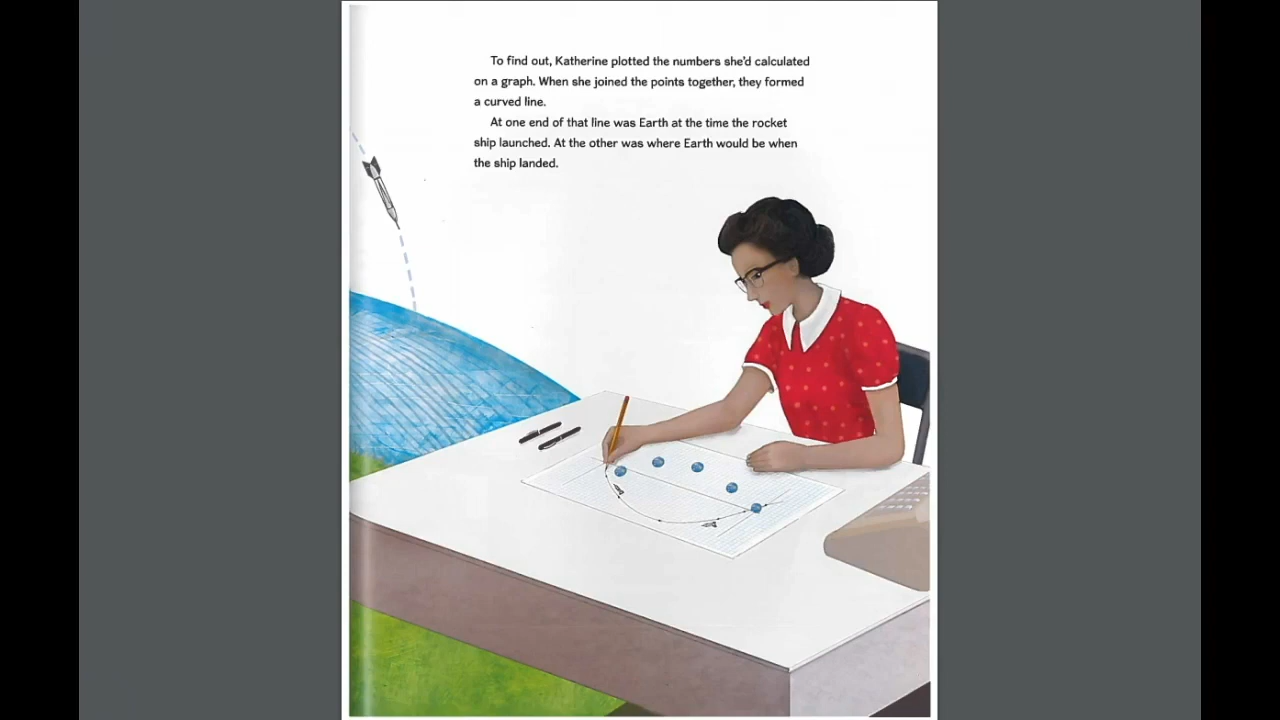 To find out, Katherine plotted the numbers she'd calculated
on a graph. When she joined the points together, they formed
a curved line.
At one end of that line was Earth at the time the rocket
ship launched. At the other was where Earth would be when
the ship landed.